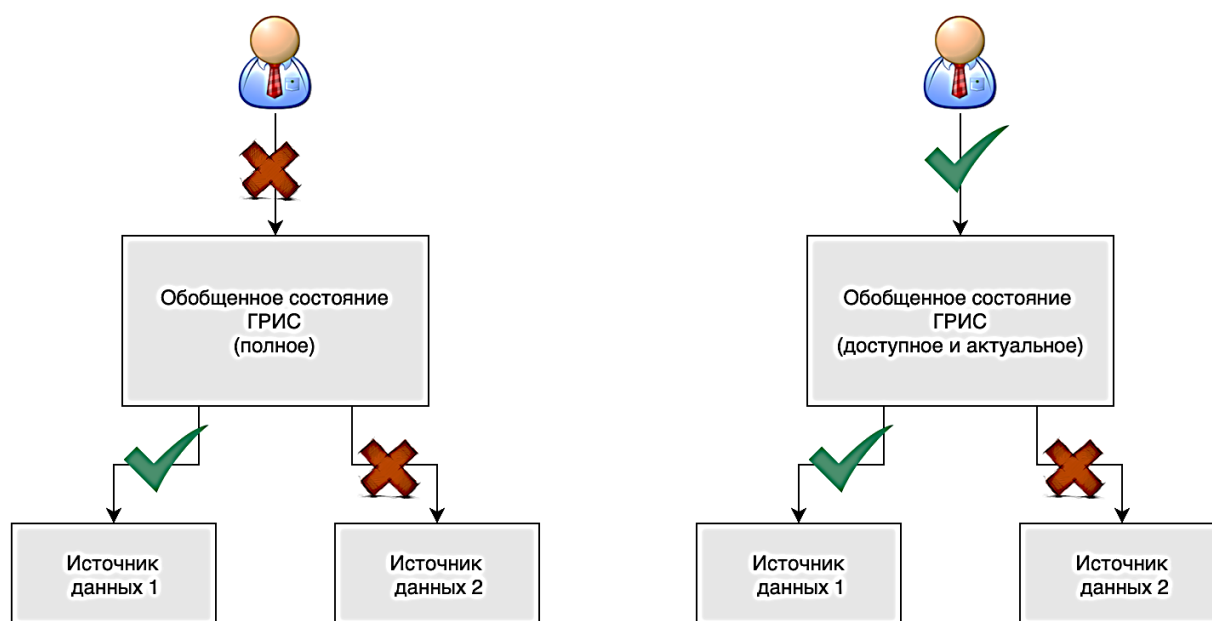 Обобщенное состояние
ГРИС
(полное)
Источник
данных 1
Источник
данных 2
Обобщенное состояние
ГРИС
(доступное и актуальное)
Источник
данных 1
Источник
данных 2